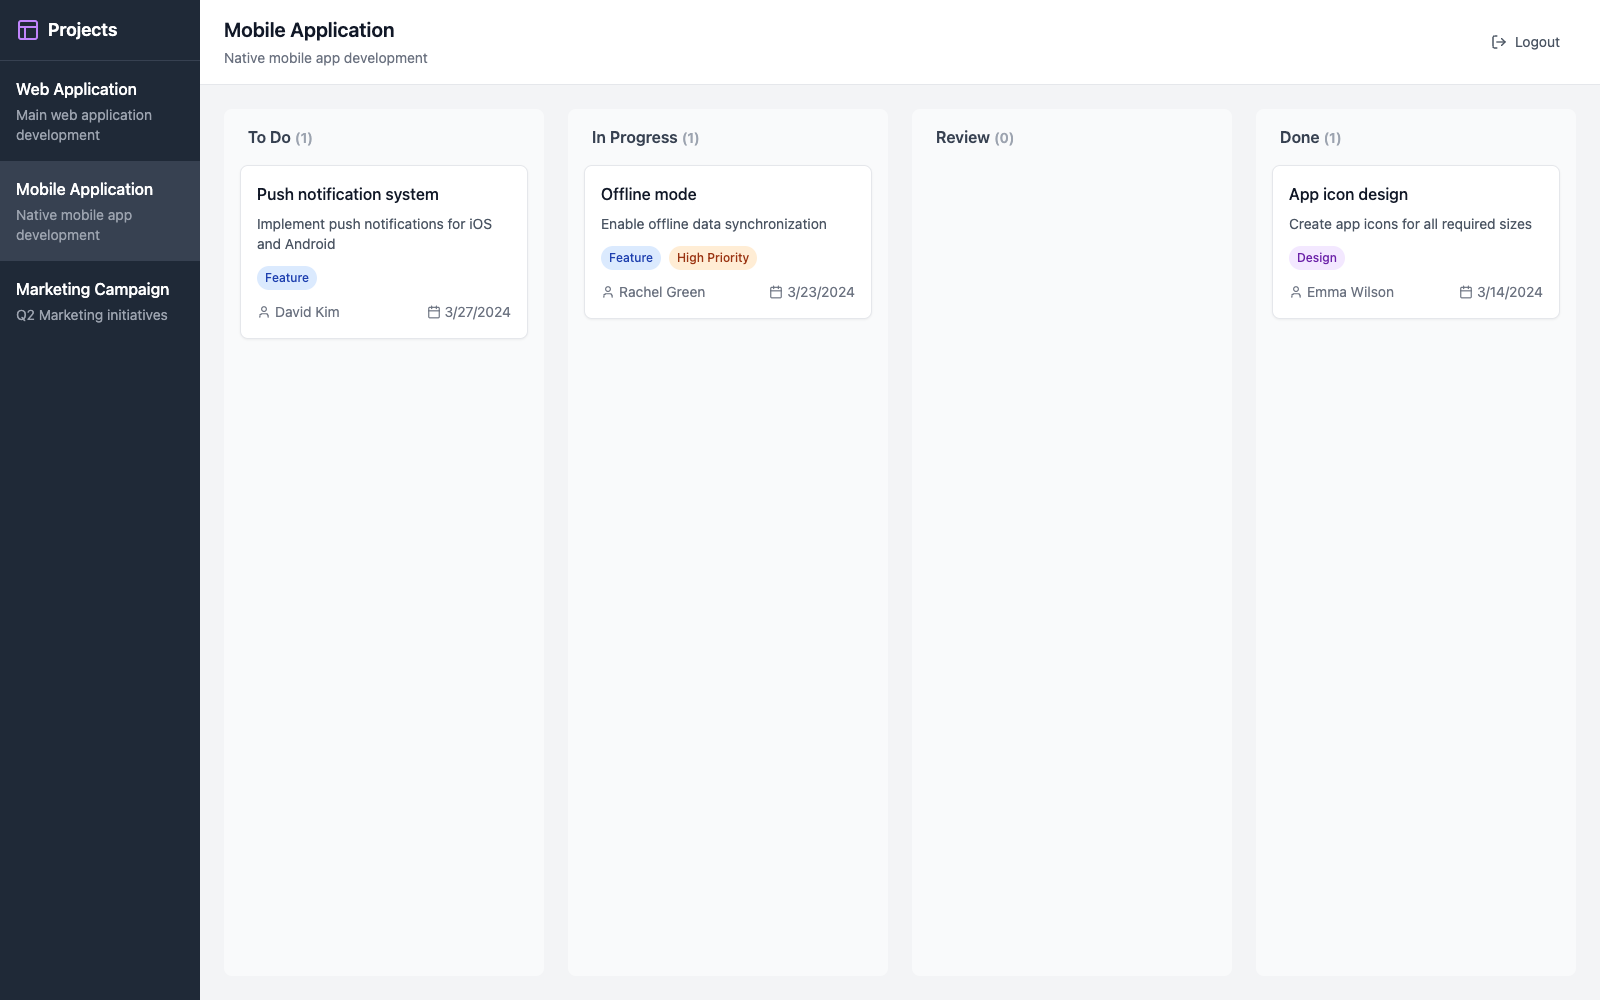 Projects
Web Application
Main web application
development
Mobile Application
Native mobile app
development
Marketing Campaign
Q2 Marketing initiatives
Mobile Application
Native mobile app development
Logout
To Do (1)
Push notification system
Implement push notifications for iOS
and Android
Feature
David Kim 3/27/2024
In Progress (1)
Offline mode
Enable offline data synchronization
Feature High Priority
Rachel Green 3/23/2024
Review (0)
Done (1)
App icon design
Create app icons for all required sizes
Design
Emma Wilson 3/14/2024